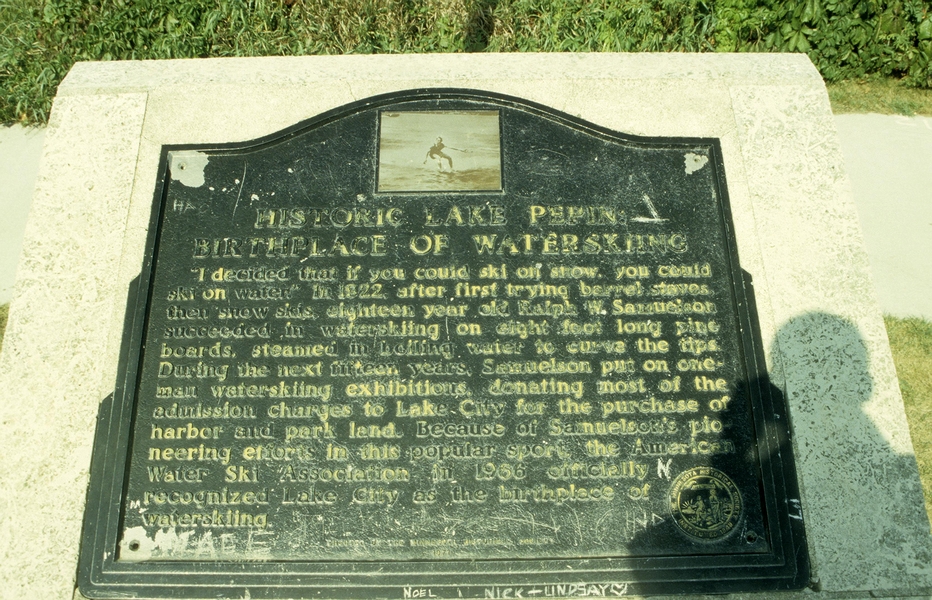 HISTORIC LAKE PEPIN:
BIRTHPLACE OF WATERSKIING
"I decided that if you could ski on snow, you could
ski on water." In 1922, after first trying barrel staves,
then snow skis, eighteen year old Ralph W. Samuelson
succeeded in waterskiing on eight foot long pine
boards, steamed in boiling water to curve the tips.
During the next fifteen years, Samuelson put on one-
man waterskiing exhibitions, donating most of the
admission charges to Lake City for the purchase of
harbor and park land. Because of Samuelson's pio
neering efforts in this popular sport, the American
Water Ski Association in 1966 officially
recognized Lake City as the birthplace of
waterskiing.
NOEL NICK + LINDSAY